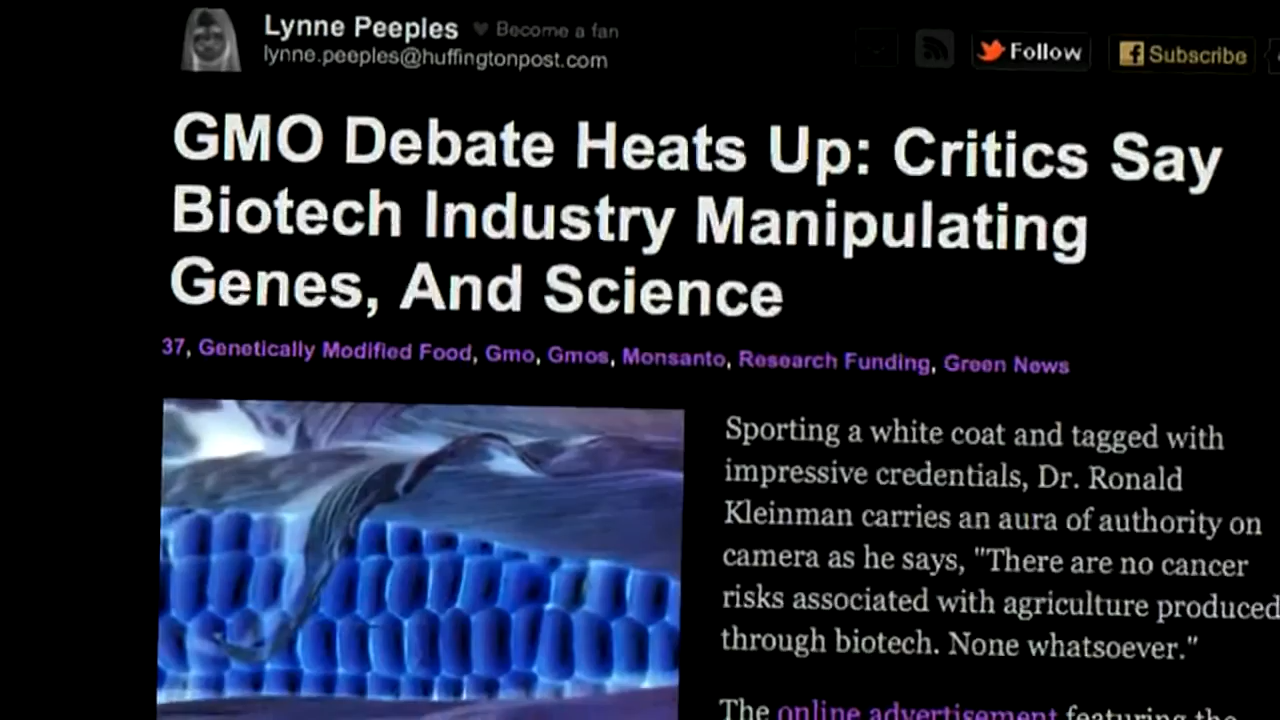 Lynne Peeples Become a fan
lynne.peeples@huffingtonpost.com
Follow
Subscribe
GMO Debate Heats Up: Critics Say
Biotech Industry Manipulating
Genes, And Science
37, Genetically Modified Food, Gmo, Gmos, Monsanto, Research Funding, Green News
Sporting a white coat and tagged with
impressive credentials, Dr. Ronald
Kleinman carries an aura of authority on
camera as he says, "There are no cancer
risks associated with agriculture produced
through biotech. None whatsoever."
The online advertisement featuring the